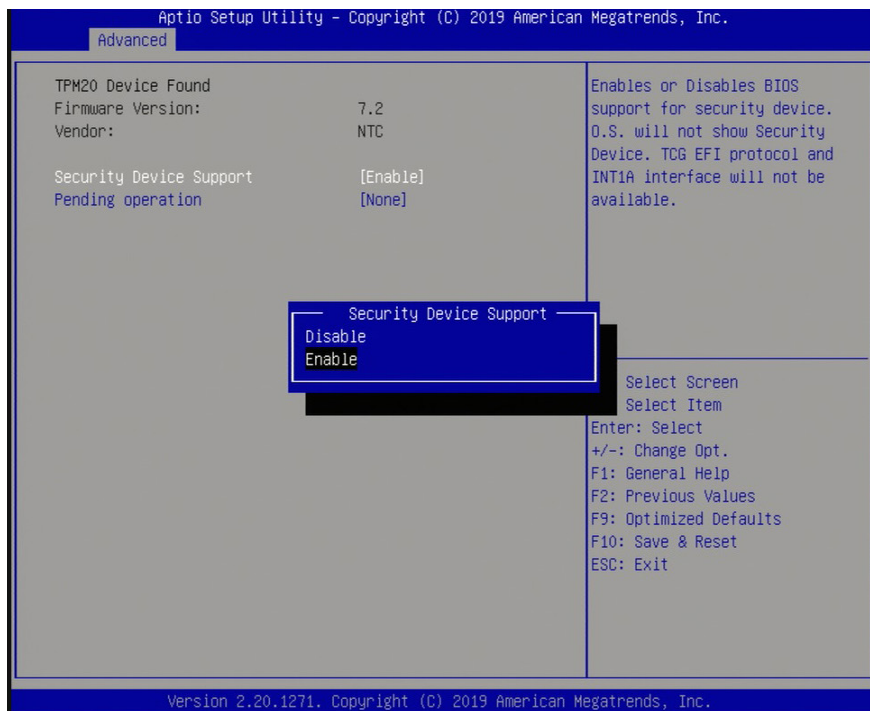 Aptio Setup Utility – Copyright (C) 2019 American Megatrends, Inc.
Advanced
TPM20 Device Found
Firmware Version: 7.2
Vendor: NTC
Security Device Support [Enable]
Pending operation [None]
Enables or Disables BIOS
support for security device.
O.S. will not show Security
Device. TCG EFI protocol and
INT1A interface will not be
available.
Security Device Support
Disable
Enable
Select Screen
Select Item
Enter: Select
+/-: Change Opt.
F1: General Help
F2: Previous Values
F9: Optimized Defaults
F10: Save & Reset
ESC: Exit
Version 2.20.1271. Copyright (C) 2019 American Megatrends, Inc.